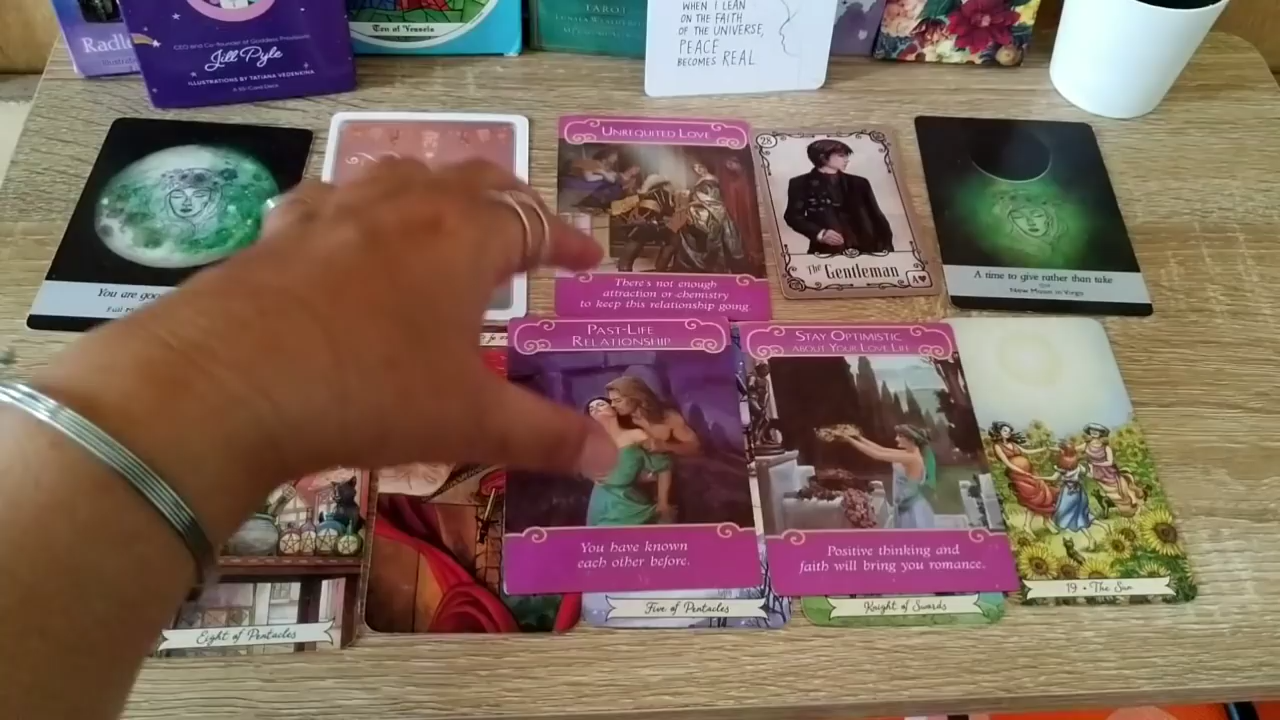 Radl
CEO and Co-Founder of Goddess Provisions
Jill Pyle
ILLUSTRATIONS BY TATIANA VEDENKINA
Ten of Vessels
TAROT
WHEN I LEAN
ON THE FAITH
OF THE UNIVERSE,
PEACE
BECOMES REAL
You are goo
Full M
UNREQUITED LOVE
There's not enough
attraction or chemistry
to keep this relationship going.
28
The Gentleman
A
A time to give rather than take
New Moon in Virgo
PAST-LIFE
RELATIONSHIP
You have known
each other before.
STAY OPTIMISTIC
ABOUT YOUR LOVE LIFE
Positive thinking and
faith will bring you romance.
Eight of Pentacles
Five of Pentacles
Knight of Swords
19 • The Sun